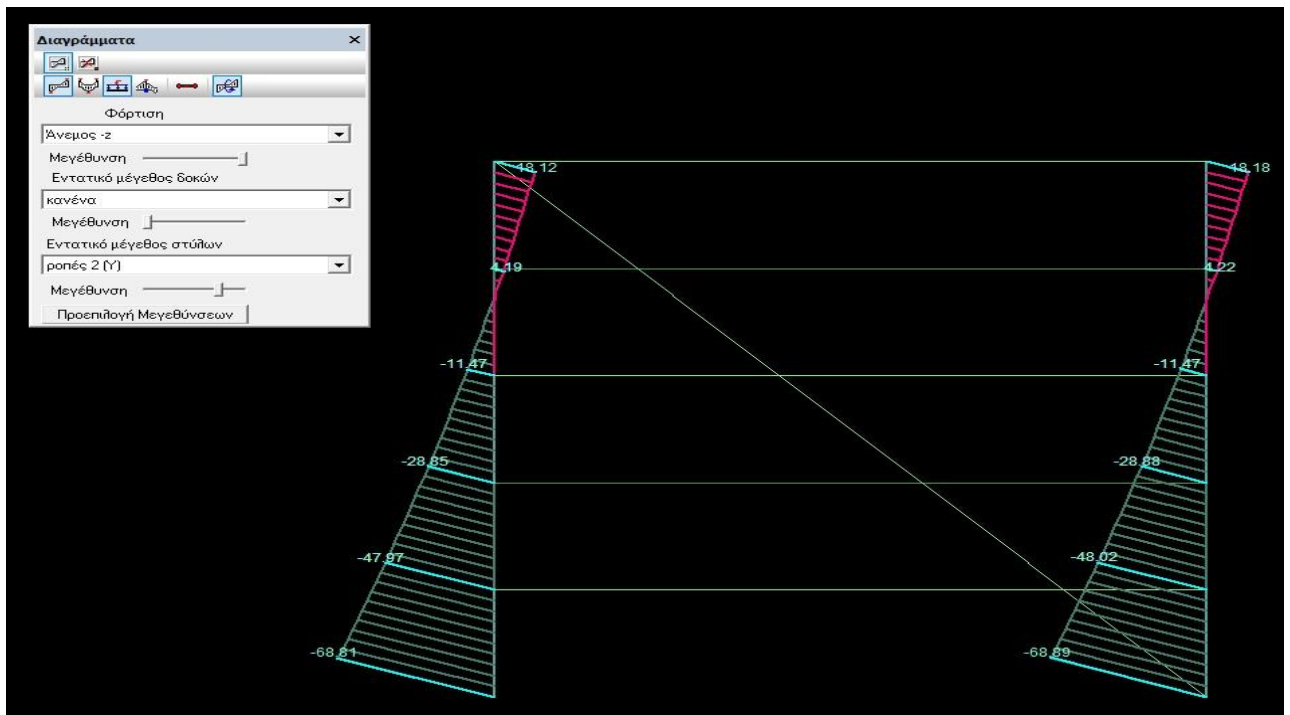 Διαγράμματα
Φόρτιση
Άνεμος -z
Μεγέθυνση
Εντατικό μέγεθος δοκών
κανένα
Μεγέθυνση
Εντατικό μέγεθος στύλων
ροπές 2 (Y)
Μεγέθυνση
Προεπιλογή Μεγεθύνσεων
18.12 18.18
4.19 4.22
-11.47 -11.47
-28.85 -28.88
-47.97 -48.02
-68.81 -68.89